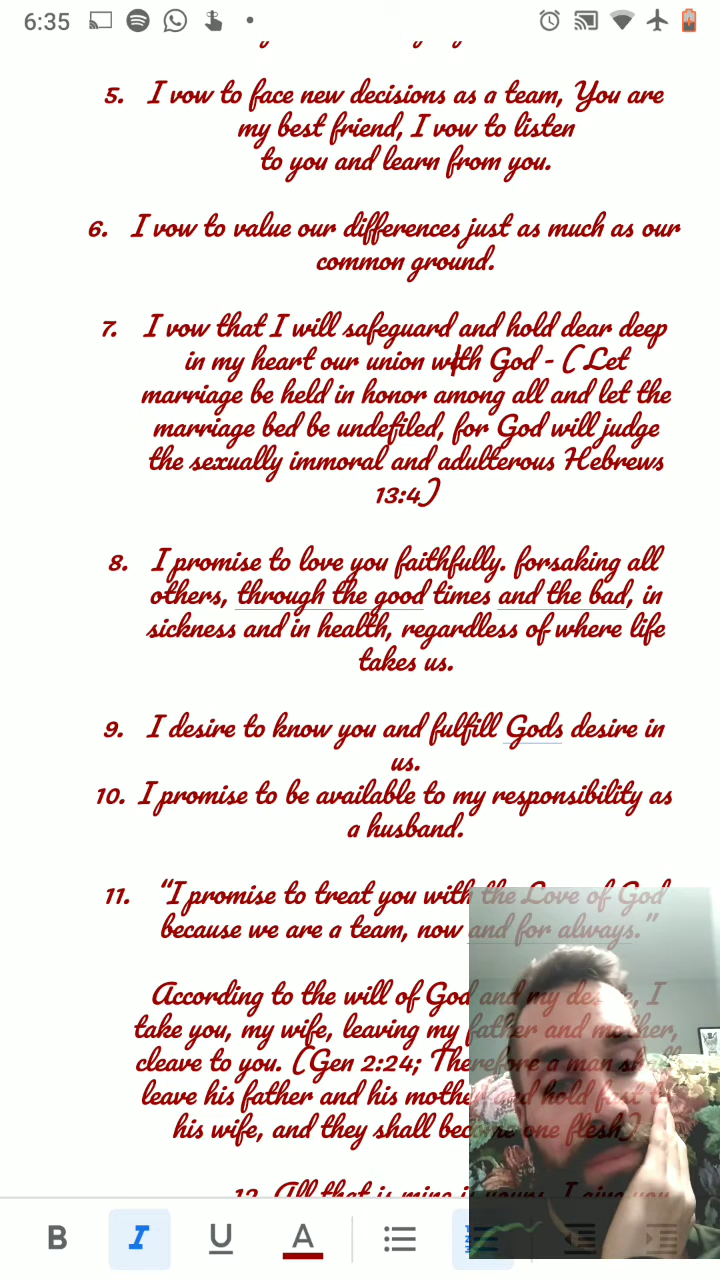 6:35
5. I vow to face new decisions as a team, You are
my best friend, I vow to listen
to you and learn from you.
6. I vow to value our differences just as much as our
common ground.
7. I vow that I will safeguard and hold dear deep
in my heart our union with God - ( Let
marriage be held in honor among all and let the
marriage bed be undefiled, for God will judge
the sexually immoral and adulterous Hebrews
13:4)
8. I promise to love you faithfully. forsaking all
others, through the good times and the bad, in
sickness and in health, regardless of where life
takes us.
9. I desire to know you and fulfill Gods desire in
us.
10. I promise to be available to my responsibility as
a husband.
11. “I promise to treat you with the Love of God
because we are a team, now and for always.”
According to the will of God and my desire, I
take you, my wife, leaving my father and mother,
cleave to you. (Gen 2:24; Therefore a man shall
leave his father and his mother and hold fast to
his wife, and they shall become one flesh)
12. All that is mine is yours. I give you
B I U A